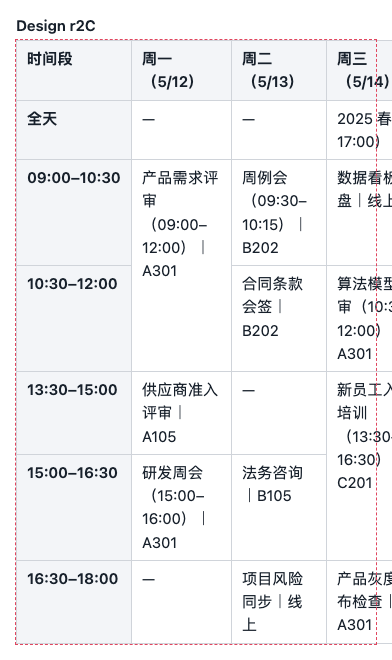 Design r2C
时间段
周一
（5/12）
周二
（5/13）
周三
（5/14）
全天
—
—
2025 春
17:00）
09:00–10:30
产品需求评
审
（09:00–
12:00）｜
A301
周例会
（09:30–
10:15）｜
B202
数据看板
盘｜线上
10:30–12:00
合同条款
会签｜
B202
算法模型
审（10:3
12:00）
A301
13:30–15:00
供应商准入
评审｜
A105
—
新员工入
培训
（13:30–
16:30）
C201
15:00–16:30
研发周会
（15:00–
16:00）｜
A301
法务咨询
｜B105
16:30–18:00
—
项目风险
同步｜线
上
产品灰度
布检查｜
A301